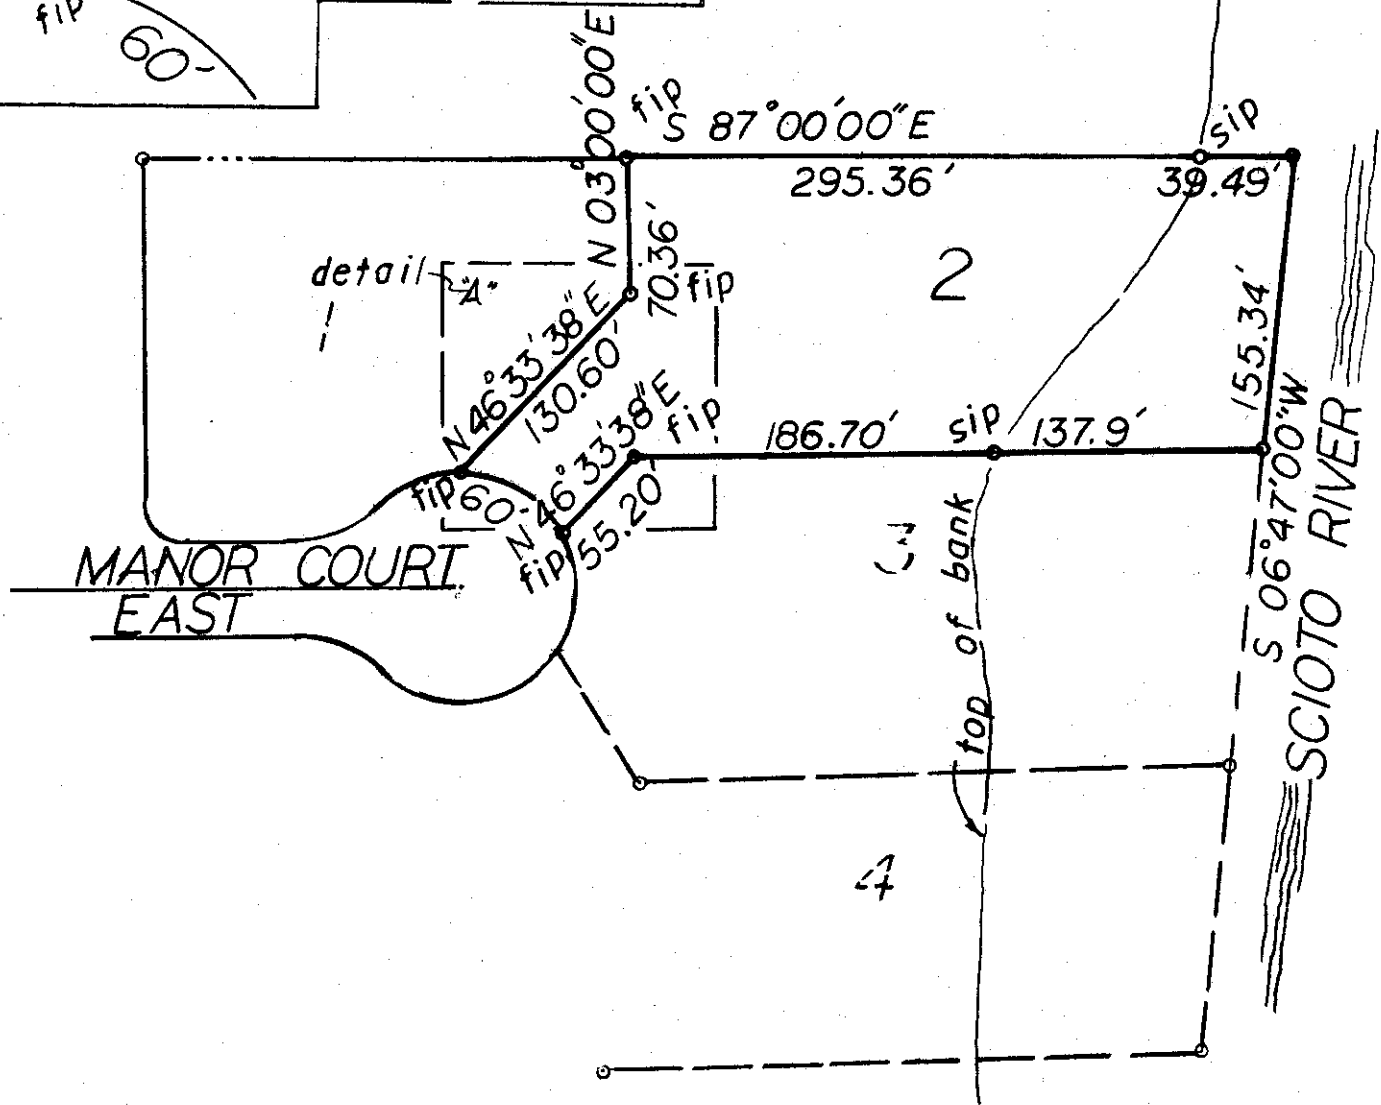 fip
60'
N 03°00'00"E
fip
S 87°00'00"E
sip
295.36'
39.49'
detail "A"
1
70.36'
fip
2
N 46°33'38"E
130.60'
155.34'
N 46°33'38"E
fip
186.70'
sip
137.9'
fip
60'
55.20'
fip
3
S 06°47'00"W
SCIOTO RIVER
MANOR COURT
EAST
top of bank
4